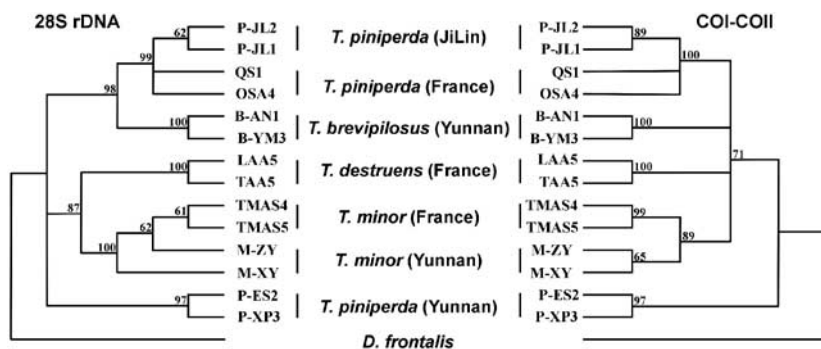 28S rDNA COI-COII
P-JL2 P-JL2
62 T. piniperda (JiLin) 89
P-JL1 P-JL1
99 100
QS1 QS1
T. piniperda (France)
OSA4 OSA4
98
B-AN1 B-AN1
100 T. brevipilosus (Yunnan) 100
B-YM3 B-YM3
71
LAA5 LAA5
100 T. destruens (France) 100
TAA5 TAA5
87
TMAS4 TMAS4
61 T. minor (France) 99
TMAS5 TMAS5
62 89
M-ZY M-ZY
100 T. minor (Yunnan) 65
M-XY M-XY
P-ES2 P-ES2
97 T. piniperda (Yunnan) 97
P-XP3 P-XP3
D. frontalis